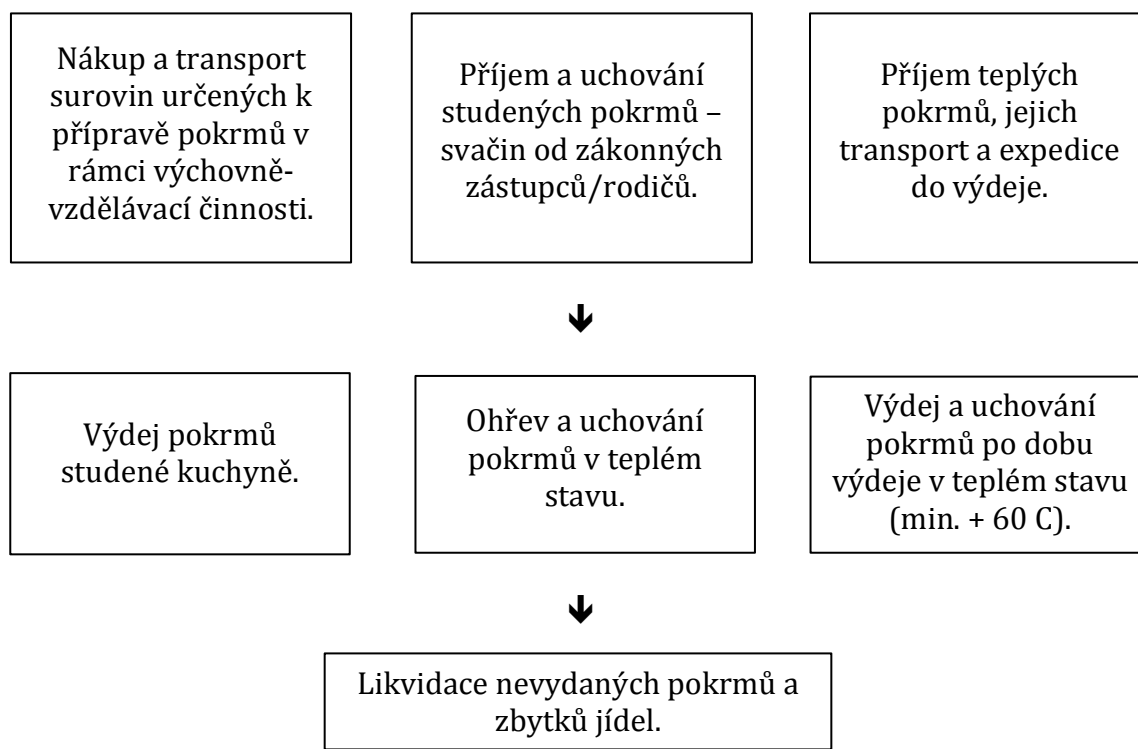 Nákup a transport
surovin určených k
přípravě pokrmů v
rámci výchovně-
vzdělávací činnosti.
Příjem a uchování
studených pokrmů –
svačin od zákonných
zástupců/rodičů.
Příjem teplých
pokrmů, jejich
transport a expedice
do výdeje.
Výdej pokrmů
studené kuchyně.
Ohřev a uchování
pokrmů v teplém
stavu.
Výdej a uchování
pokrmů po dobu
výdeje v teplém stavu
(min. + 60 C).
Likvidace nevydaných pokrmů a
zbytků jídel.